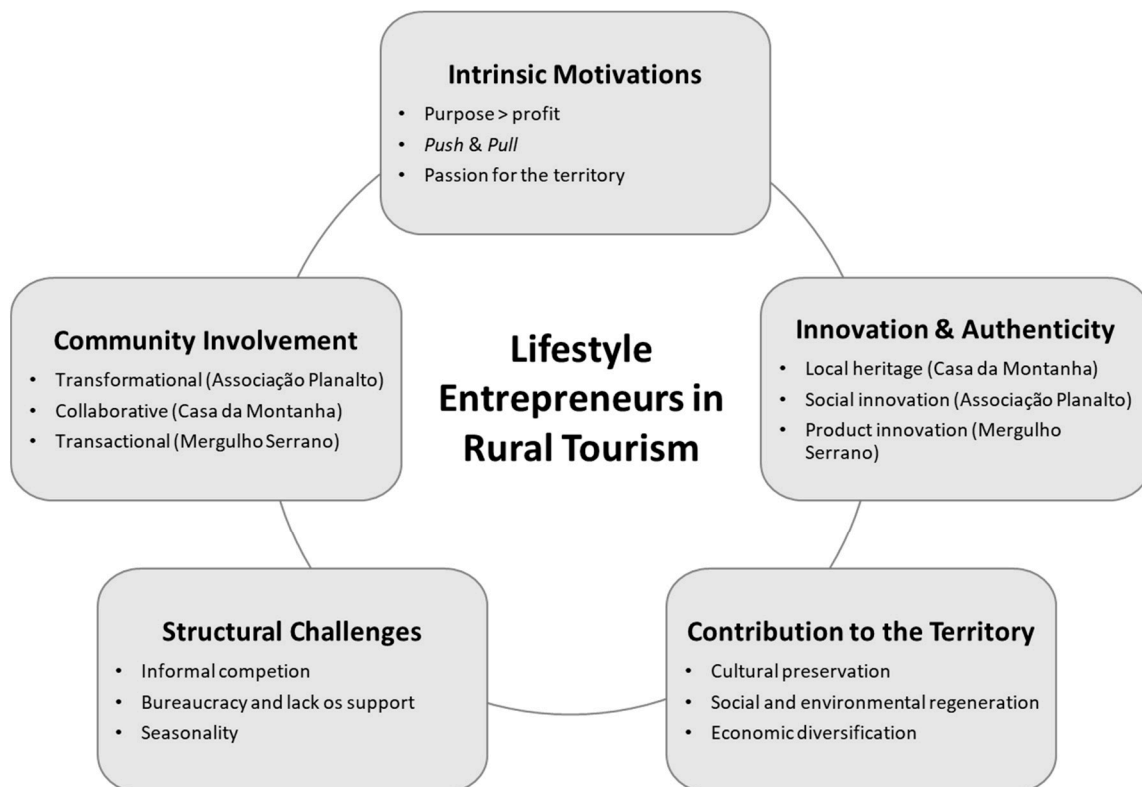 Intrinsic Motivations
• Purpose > profit
• Push & Pull
• Passion for the territory
Community Involvement
• Transformational (Associação Planalto)
• Collaborative (Casa da Montanha)
• Transactional (Mergulho Serrano)
Lifestyle
Entrepreneurs in
Rural Tourism
Innovation & Authenticity
• Local heritage (Casa da Montanha)
• Social innovation (Associação Planalto)
• Product innovation (Mergulho
Serrano)
Structural Challenges
• Informal competion
• Bureaucracy and lack os support
• Seasonality
Contribution to the Territory
• Cultural preservation
• Social and environmental regeneration
• Economic diversification